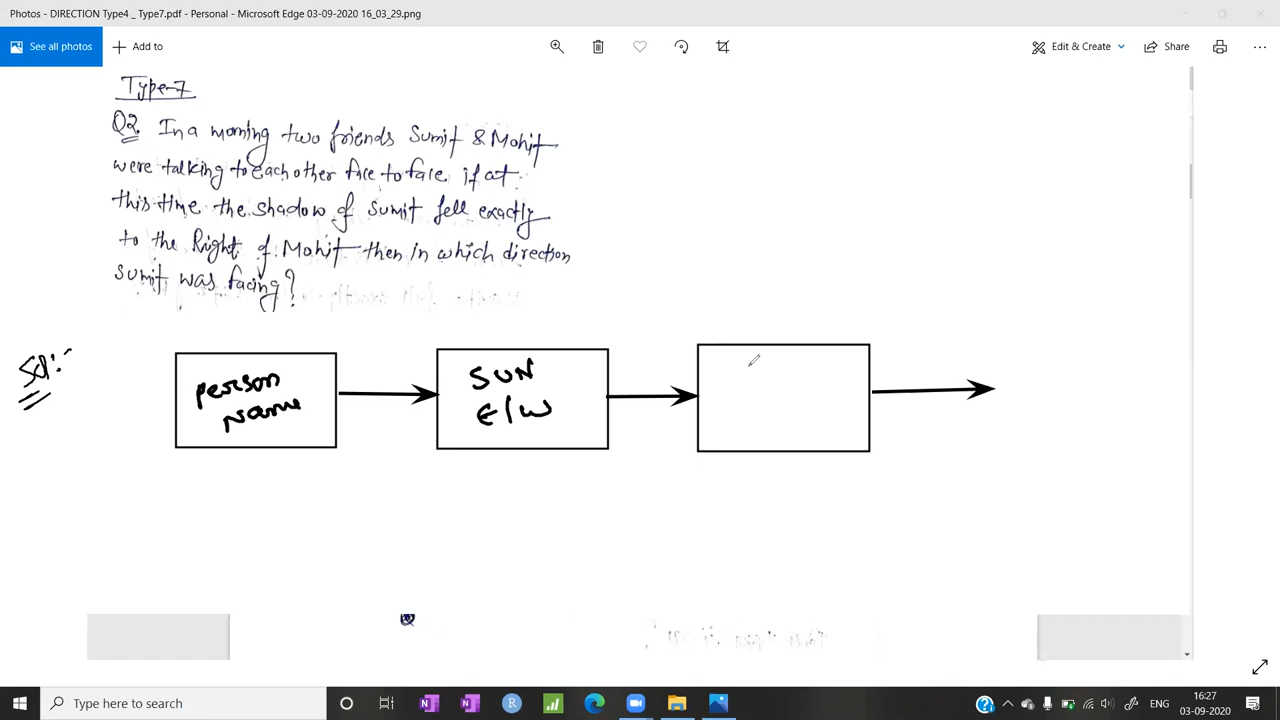 Photos - DIRECTION Type4 _ Type7.pdf - Personal - Microsoft Edge 03-09-2020 16_03_29.png
See all photos
Add to
Edit & Create
Share
Type-7
Q2. In a morning two friends Sumit & Mohit
were talking to each other face to face if at
this time the shadow of Sumit fell exactly
to the Right of Mohit then in which direction
Sumit was facing?
Sol:-
Person
Name
SUN
E/W
Type here to search
ENG
16:27
03-09-2020